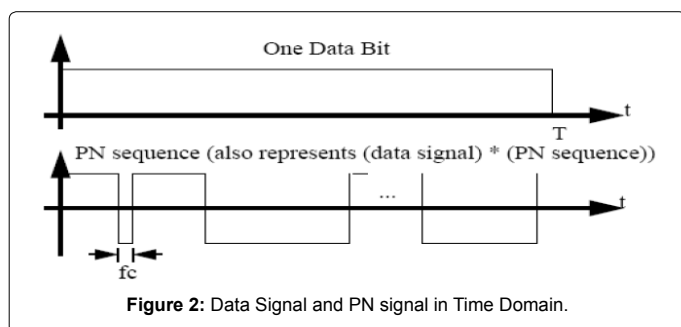 One Data Bit
t
T
PN sequence (also represents (data signal) * (PN sequence))
...
t
fc
Figure 2: Data Signal and PN signal in Time Domain.